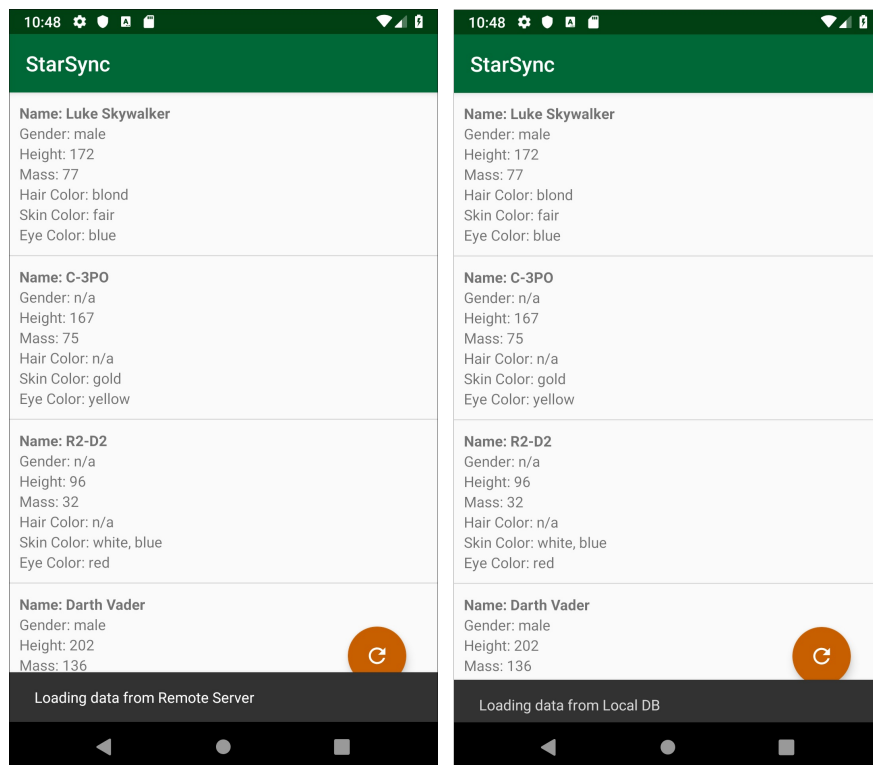 10:48
StarSync
Name: Luke Skywalker
Gender: male
Height: 172
Mass: 77
Hair Color: blond
Skin Color: fair
Eye Color: blue
Name: C-3PO
Gender: n/a
Height: 167
Mass: 75
Hair Color: n/a
Skin Color: gold
Eye Color: yellow
Name: R2-D2
Gender: n/a
Height: 96
Mass: 32
Hair Color: n/a
Skin Color: white, blue
Eye Color: red
Name: Darth Vader
Gender: male
Height: 202
Mass: 136
Loading data from Remote Server
10:48
StarSync
Name: Luke Skywalker
Gender: male
Height: 172
Mass: 77
Hair Color: blond
Skin Color: fair
Eye Color: blue
Name: C-3PO
Gender: n/a
Height: 167
Mass: 75
Hair Color: n/a
Skin Color: gold
Eye Color: yellow
Name: R2-D2
Gender: n/a
Height: 96
Mass: 32
Hair Color: n/a
Skin Color: white, blue
Eye Color: red
Name: Darth Vader
Gender: male
Height: 202
Mass: 136
Loading data from Local DB